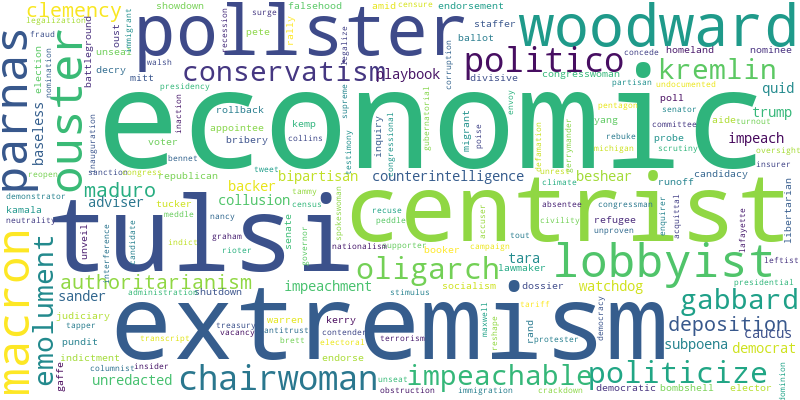 economic
extremism
tulsi
centrist
pollster
woodward
politico
conservatism
playbook
kremlin
clemency
parnas
ouster
macron
emolument
maduro
adviser
authoritarianism
oligarch
lobbyist
gabbard
deposition
subpoena
caucus
democrat
politicize
impeachable
chairwoman
unredacted
collusion
backer
bipartisan
counterintelligence
beshear
impeach
trump
quid
watchdog
tara
impeachment
sander
baseless
legalization
showdown
falsehood
amid
censure
endorsement
surge
fraud
immigrant
oust
battleground
pete
rally
recession
staffer
ballot
concede
homeland
nominee
unseal
decry
mitt
walsh
legalize
corruption
divisive
congresswoman
partisan
undocumented
election
nomination
presidency
supreme
gubernatorial
envoy
pentagon
poll
senator
aide
turnout
inauguration
rollback
appointee
bribery
kemp
collins
inaction
testimony
inquiry
congressional
migrant
poise
defamation
unrest
gerrymander
yang
michigan
rebuke
committee
probe
scrutiny
oversight
voter
reopen
sanction
congress
bennet
tweet
republican
insurer
climate
runoff
candidacy
demonstrator
kamala
neutrality
tucker
meddle
nancy
tammy
census
spokeswoman
recuse
peddle
accuser
tout
absentee
civility
congressman
refugee
unproven
enquirer
acquittal
lafayette
libertarian
unveil
interference
candidate
indict
graham
rioter
senate
governor
nationalism
supporter
booker
campaign
lawmaker
leftist
judiciary
administration
shutdown
stimulus
socialism
dossier
presidential
tapper
pundit
transcript
treasury
vacancy
warren
antitrust
brett
kerry
contender
electoral
terrorism
maxwell
reshape
rand
tariff
protester
democracy
gaffe
indictment
columnist
insider
endorse
unseat
obstruction
immigration
crackdown
democratic
bombshell
elector
dominion